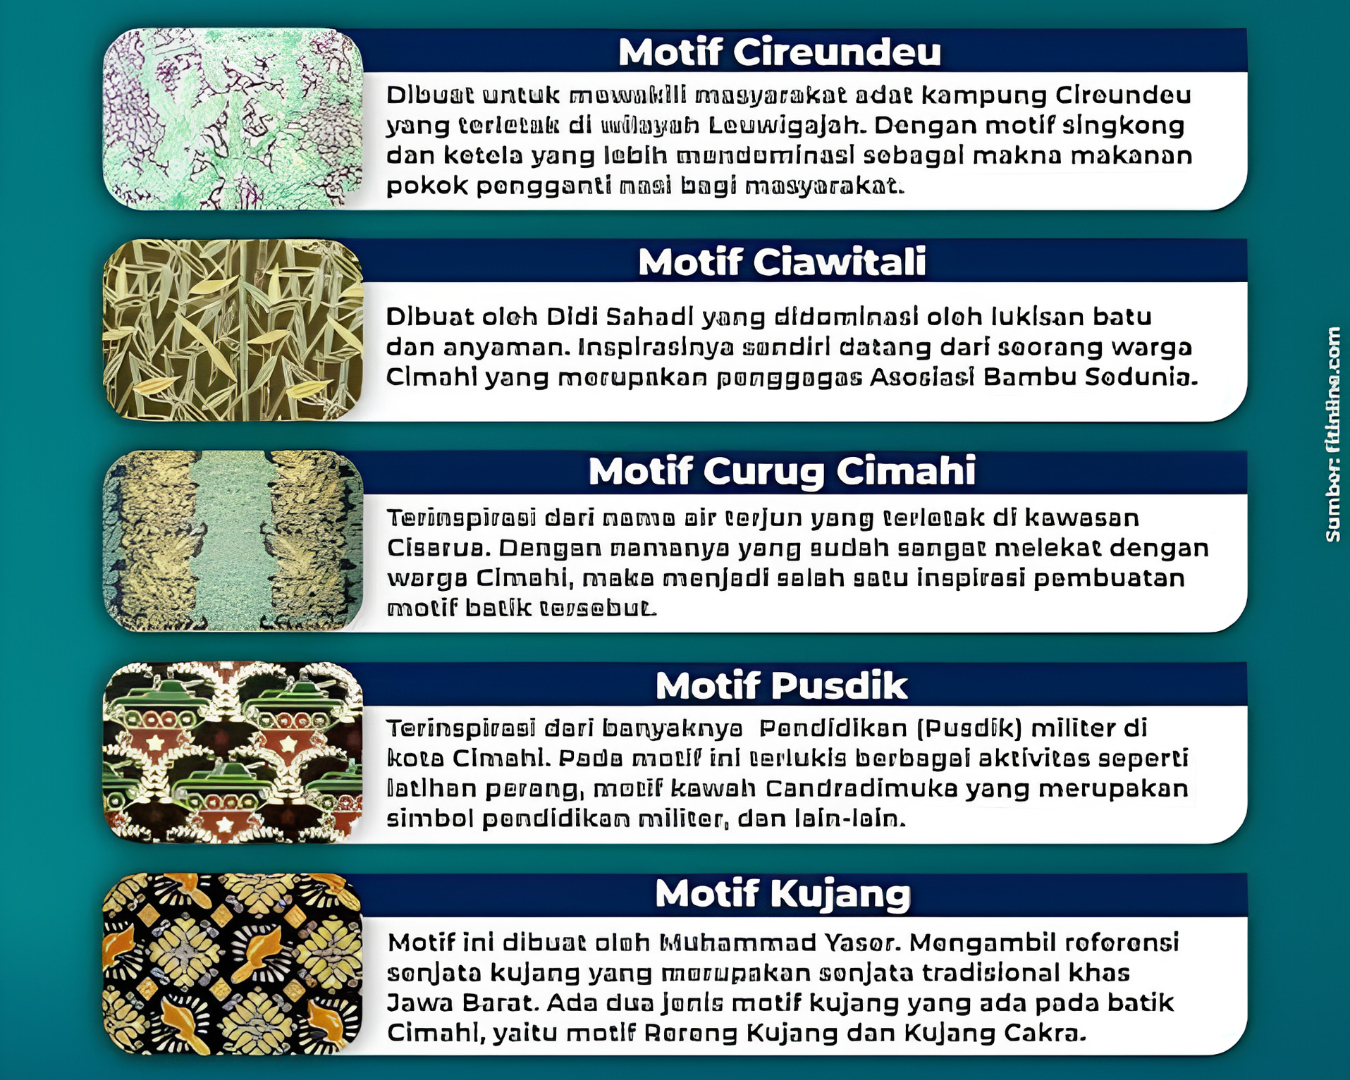 Motif Cireundeu
Dibuat untuk mewakili masyarakat adat kampung Cireundeu
yang terletak di wilayah Leuwigajah. Dengan motif singkong
dan ketela yang lebih mendominasi sebagai makna makanan
pokok pengganti nasi bagi masyarakat.
Motif Ciawitali
Dibuat oleh Didi Sahadi yang didominasi oleh lukisan batu
dan anyaman. Inspirasinya sendiri datang dari seorang warga
Cimahi yang merupakan penggagas Asosiasi Bambu Sedunia.
Motif Curug Cimahi
Terinspirasi dari nama air terjun yang terletak di kawasan
Cisarua. Dengan namanya yang sudah sangat melekat dengan
warga Cimahi, maka menjadi salah satu inspirasi pembuatan
motif batik tersebut.
Motif Pusdik
Terinspirasi dari banyaknya Pendidikan (Pusdik) militer di
kota Cimahi. Pada motif ini terlukis berbagai aktivitas seperti
latihan perang, motif kawah Candradimuka yang merupakan
simbol pendidikan militer, dan lain-lain.
Motif Kujang
Motif ini dibuat oleh Muhammad Yaser. Mengambil referensi
senjata kujang yang merupakan senjata tradisional khas
Jawa Barat. Ada dua jenis motif kujang yang ada pada batik
Cimahi, yaitu motif Rereng Kujang dan Kujang Cakra.
Sumber: fitinline.com